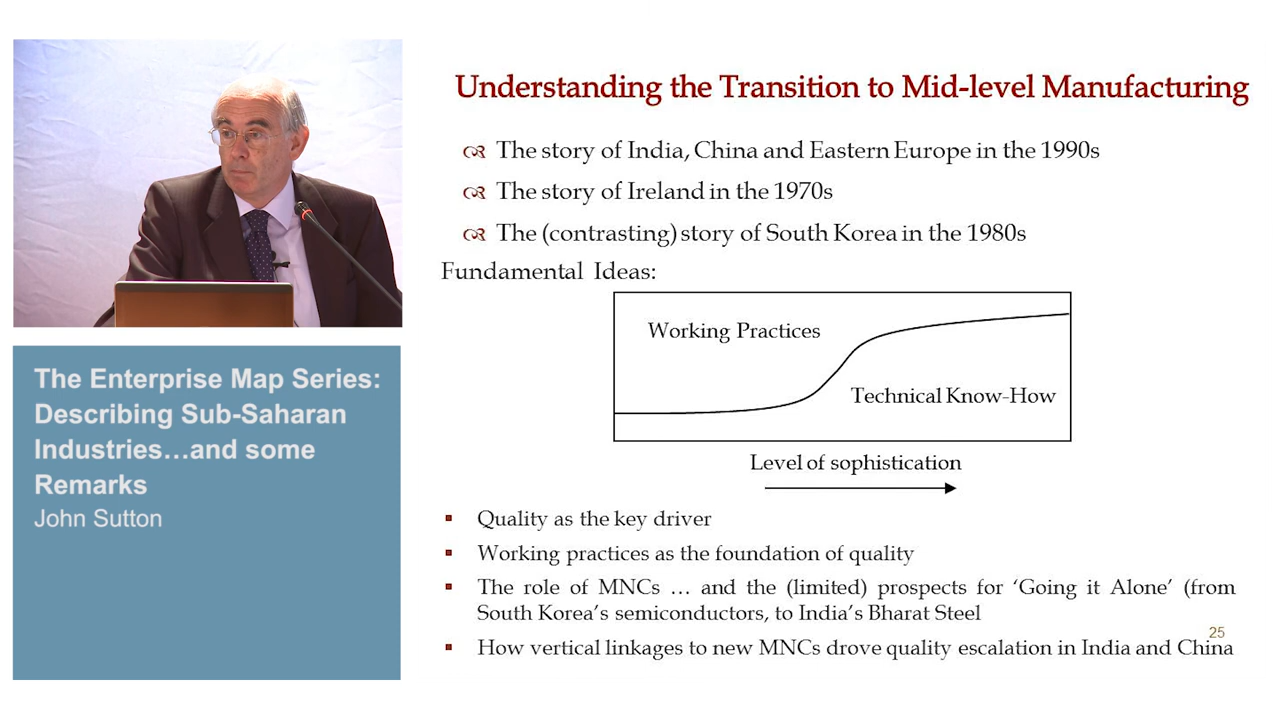 Understanding the Transition to Mid-level Manufacturing
The story of India, China and Eastern Europe in the 1990s
The story of Ireland in the 1970s
The (contrasting) story of South Korea in the 1980s
Fundamental Ideas:
Working Practices
Technical Know-How
Level of sophistication
Quality as the key driver
Working practices as the foundation of quality
The role of MNCs … and the (limited) prospects for ‘Going it Alone’ (from
South Korea’s semiconductors, to India’s Bharat Steel
25
How vertical linkages to new MNCs drove quality escalation in India and China
The Enterprise Map Series:
Describing Sub-Saharan
Industries…and some
Remarks
John Sutton